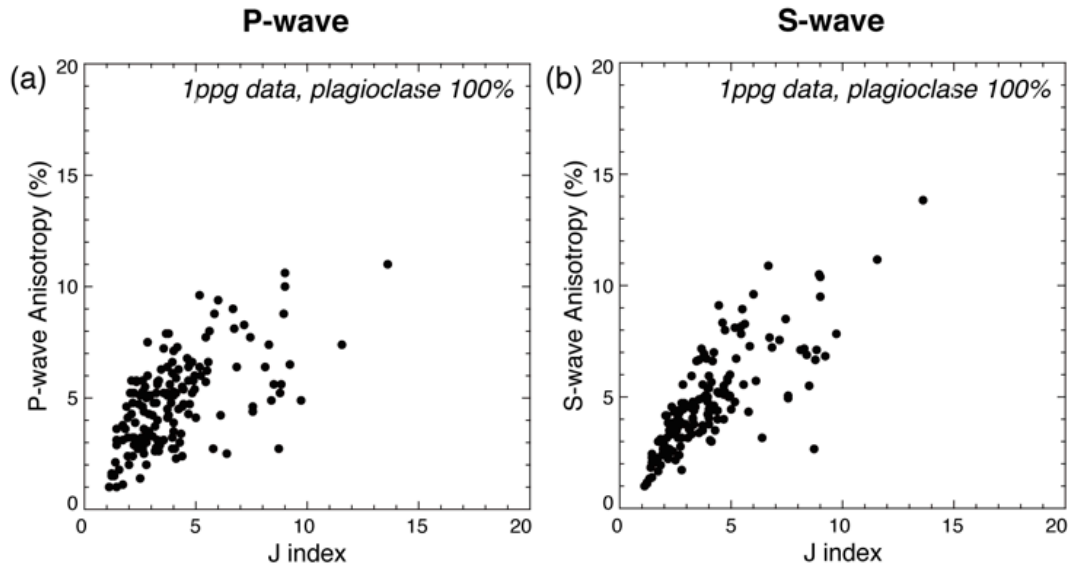 P-wave
S-wave
(a)
1ppg data, plagioclase 100%
P-wave Anisotropy (%)
20
15
10
5
0
0 5 10 15 20
J index
(b)
1ppg data, plagioclase 100%
S-wave Anisotropy (%)
20
15
10
5
0
0 5 10 15 20
J index